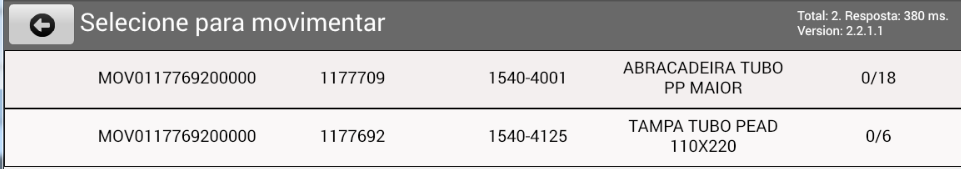 Selecione para movimentar
Total: 2. Resposta: 380 ms.
Version: 2.2.1.1
MOV0117769200000 1177709 1540-4001 ABRACADEIRA TUBO PP MAIOR 0/18
MOV0117769200000 1177692 1540-4125 TAMPA TUBO PEAD 110X220 0/6